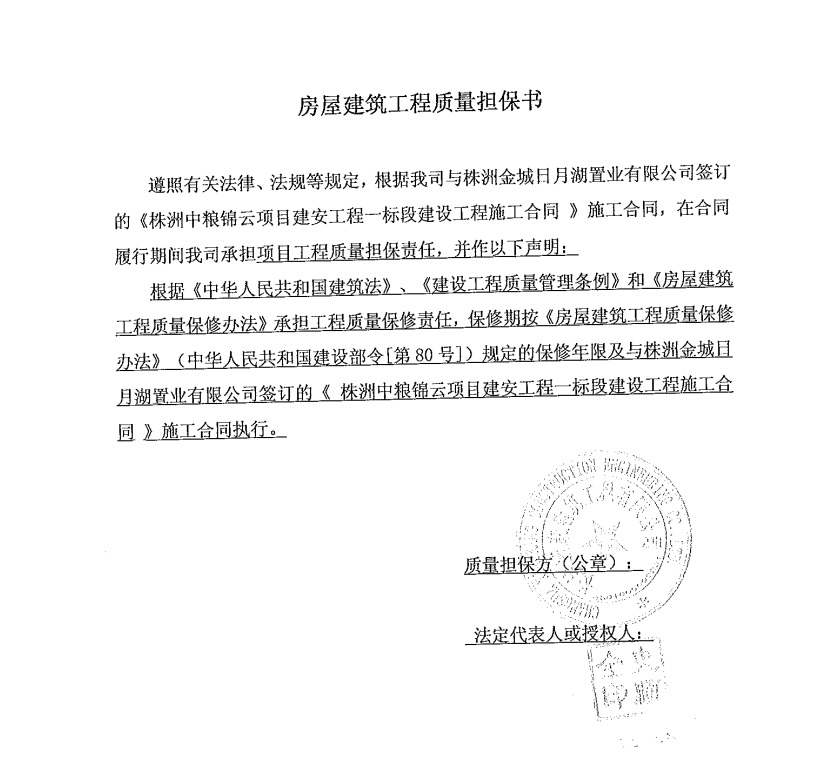 房屋建筑工程质量担保书
遵照有关法律、法规等规定，根据我司与株洲金城日月湖置业有限公司签订
的《株洲中粮锦云项目建安工程一标段建设工程施工合同 》施工合同，在合同
履行期间我司承担项目工程质量担保责任，并作以下声明：
根据《中华人民共和国建筑法》、《建设工程质量管理条例》和《房屋建筑
工程质量保修办法》承担工程质量保修责任，保修期按《房屋建筑工程质量保修
办法》（中华人民共和国建设部令[第 80 号]）规定的保修年限及与株洲金城日
月湖置业有限公司签订的《 株洲中粮锦云项目建安工程一标段建设工程施工合
同 》施工合同执行。
CONSTRUCTION ENGINEERING CO.
质量担保方（公章）：
法定代表人或授权人：